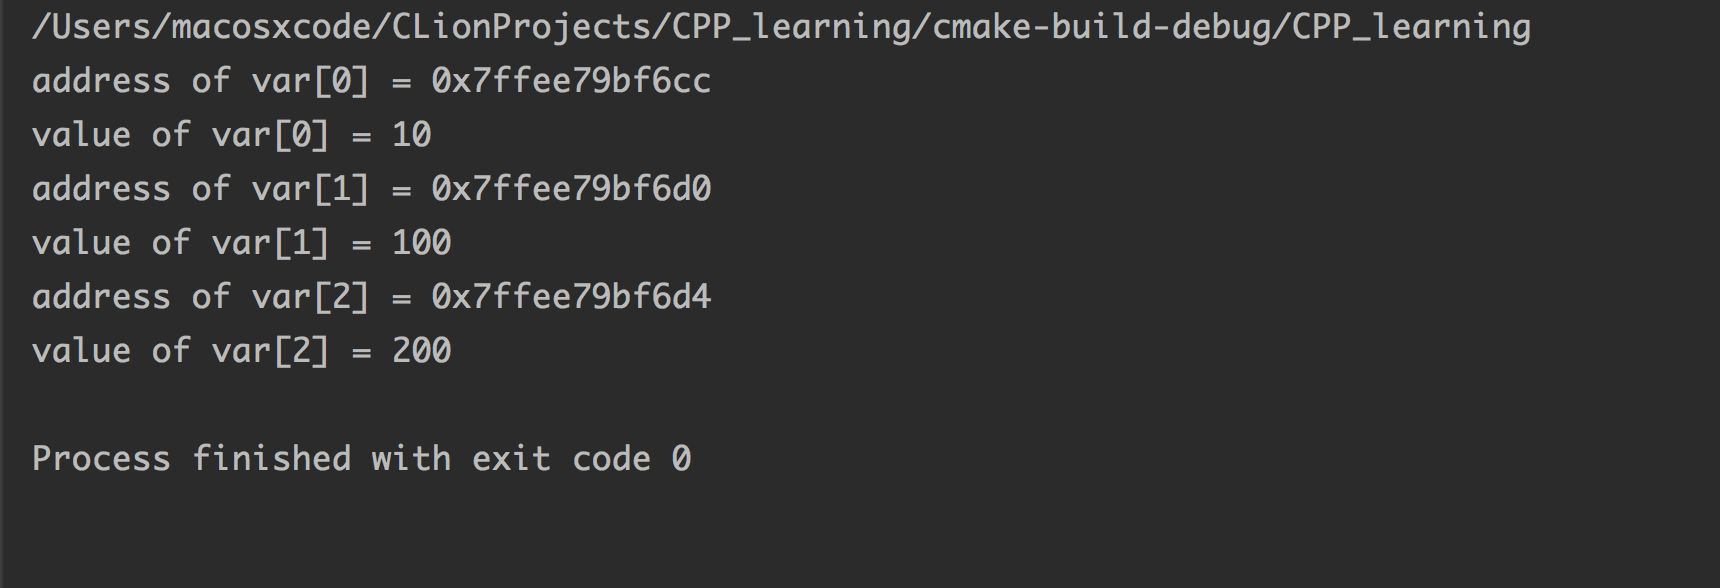 /Users/macosxcode/CLionProjects/CPP_learning/cmake-build-debug/CPP_learning
address of var[0] = 0x7ffee79bf6cc
value of var[0] = 10
address of var[1] = 0x7ffee79bf6d0
value of var[1] = 100
address of var[2] = 0x7ffee79bf6d4
value of var[2] = 200
Process finished with exit code 0